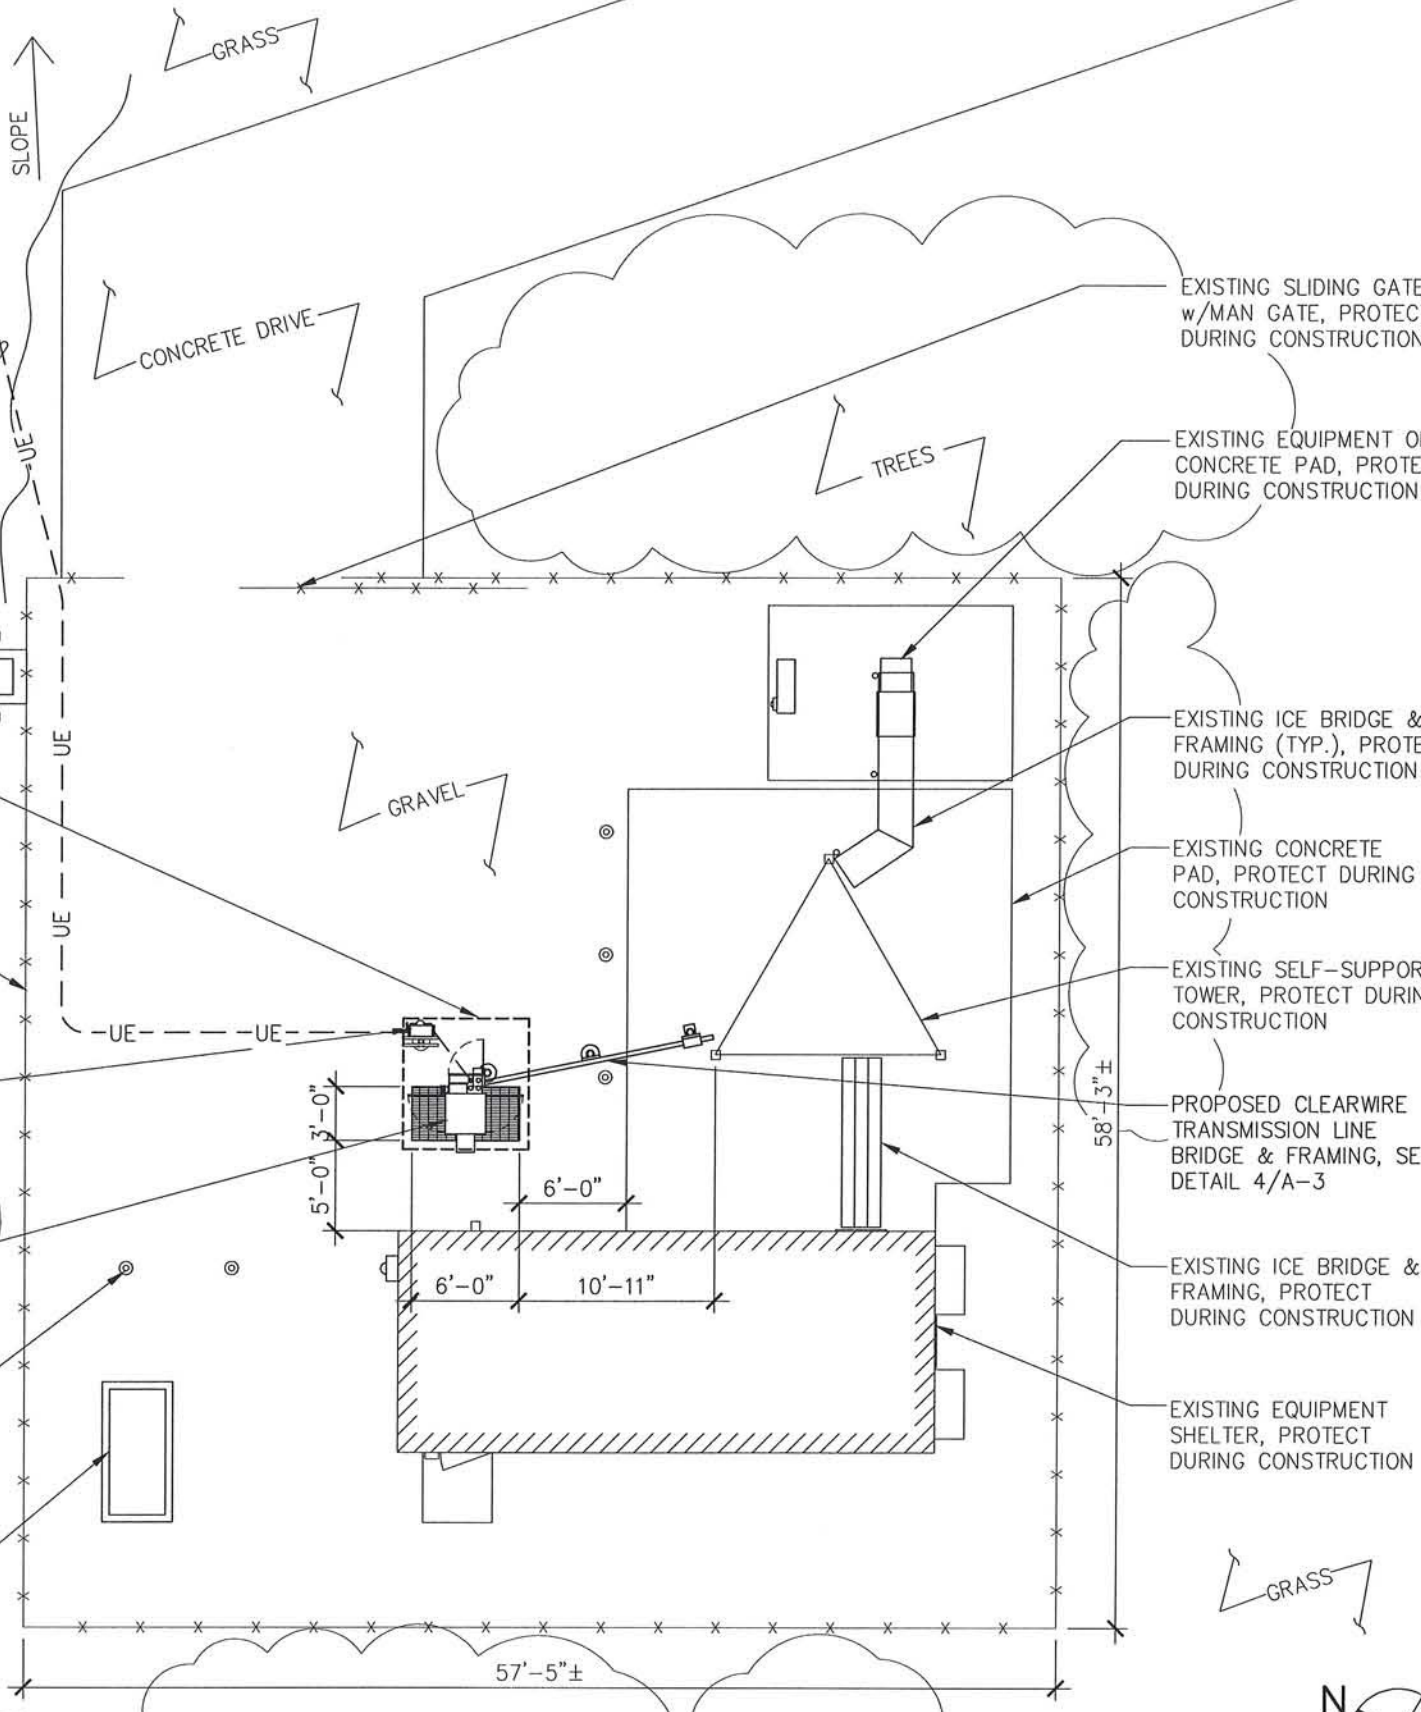 GRASS
SLOPE
CONCRETE DRIVE
EXISTING SLIDING GATE
w/MAN GATE, PROTEC
DURING CONSTRUCTION
UE
TREES
EXISTING EQUIPMENT O
CONCRETE PAD, PROTE
DURING CONSTRUCTION
EXISTING ICE BRIDGE &
FRAMING (TYP.), PROTE
DURING CONSTRUCTION
UE
GRAVEL
EXISTING CONCRETE
PAD, PROTECT DURING
CONSTRUCTION
UE
EXISTING SELF-SUPPOR
TOWER, PROTECT DURIN
CONSTRUCTION
UE
UE
58'-3"±
PROPOSED CLEARWIRE
TRANSMISSION LINE
BRIDGE & FRAMING, SE
DETAIL 4/A-3
3'-0"
5'-0"
6'-0"
6'-0"
10'-11"
EXISTING ICE BRIDGE &
FRAMING, PROTECT
DURING CONSTRUCTION
EXISTING EQUIPMENT
SHELTER, PROTECT
DURING CONSTRUCTION
GRASS
57'-5"±
N